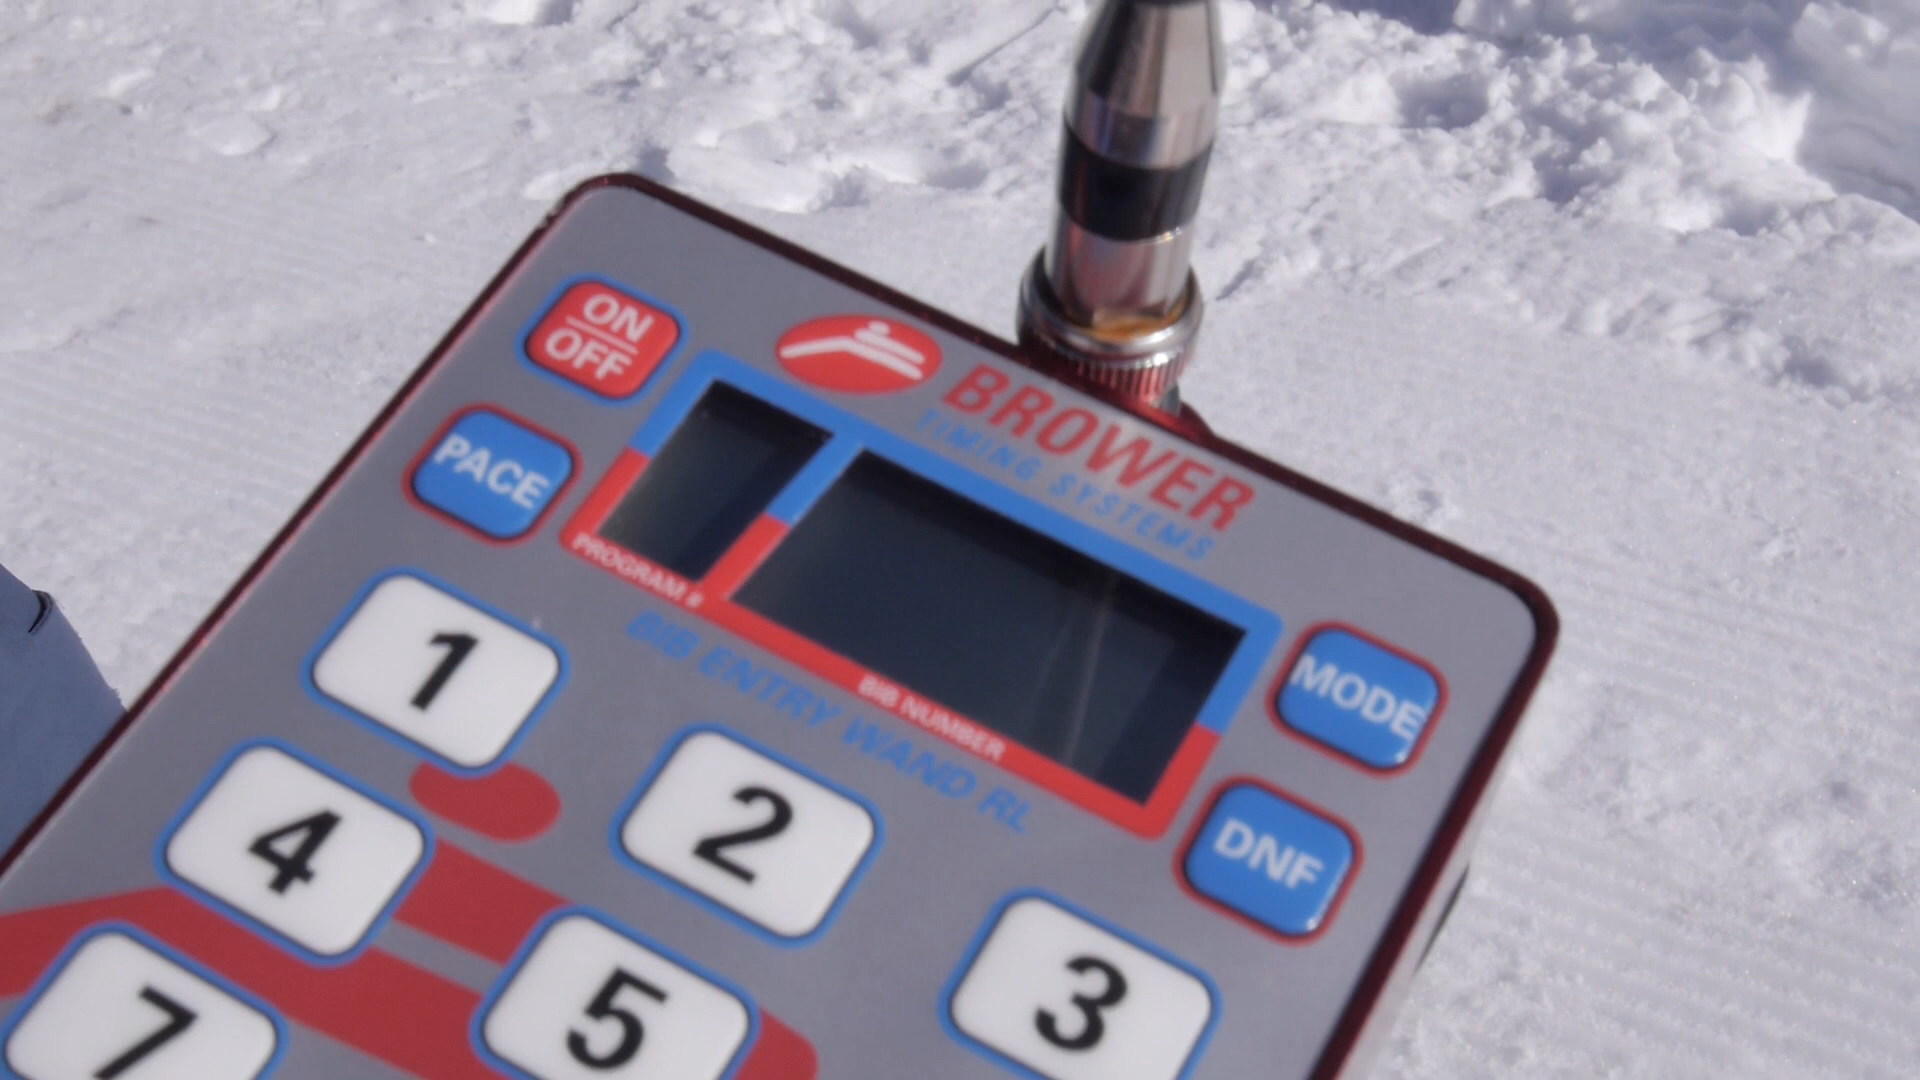 ON
OFF
BROWER
TIMING SYSTEMS
PACE
PROGRAM #
BIB NUMBER
BIB ENTRY WAND RL
MODE
DNF
1
2
3
4
5
7